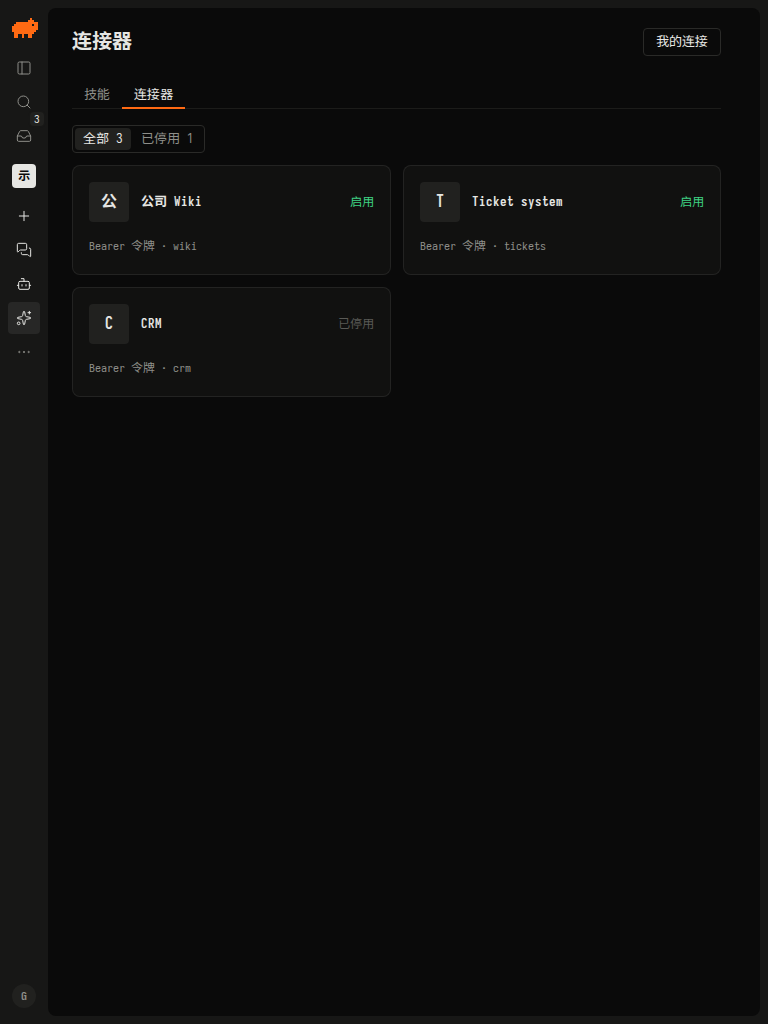 连接器
我的连接
技能
连接器
3
全部 3
已停用 1
示
公
公司 Wiki
启用
Bearer 令牌 · wiki
T
Ticket system
启用
Bearer 令牌 · tickets
C
CRM
已停用
Bearer 令牌 · crm
G